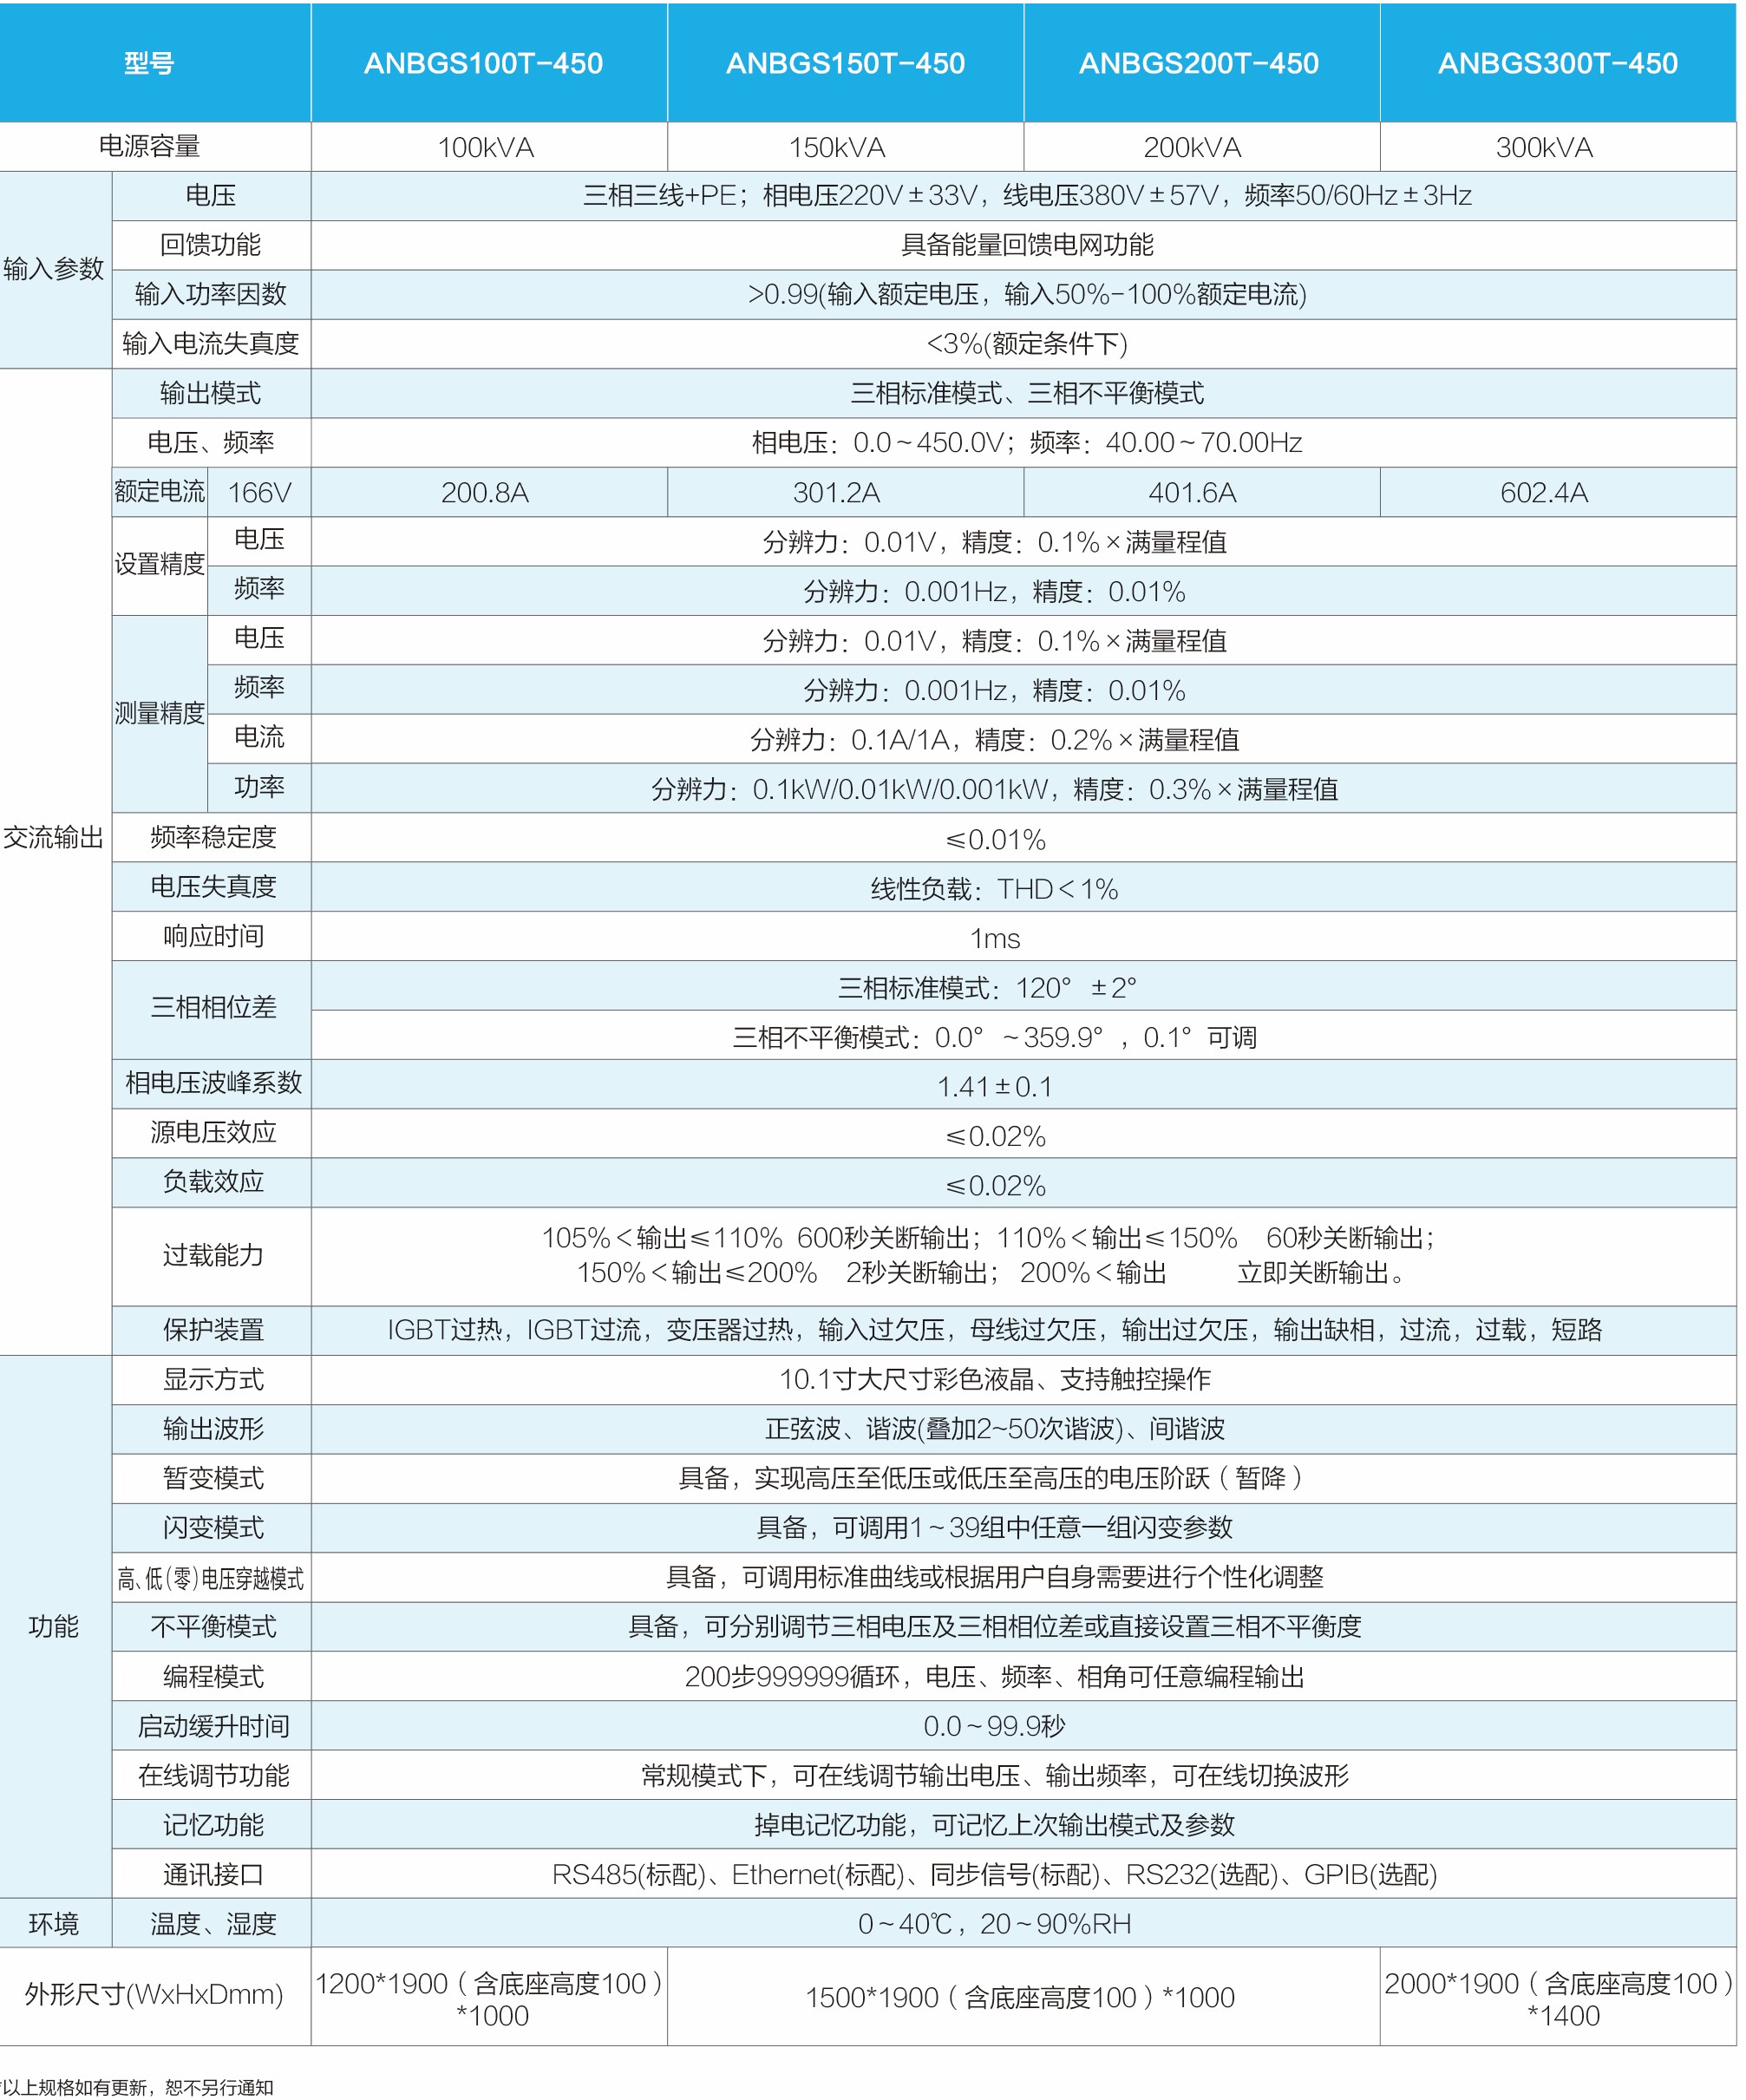 型号 ANBGS100T-450 ANBGS150T-450 ANBGS200T-450 ANBGS300T-450
电源容量 100kVA 150kVA 200kVA 300kVA
输入参数
电压 三相三线+PE；相电压220V±33V，线电压380V±57V，频率50/60Hz±3Hz
回馈功能 具备能量回馈电网功能
输入功率因数 >0.99(输入额定电压，输入50%-100%额定电流)
输入电流失真度 <3%(额定条件下)
交流输出
输出模式 三相标准模式、三相不平衡模式
电压、频率 相电压：0.0～450.0V；频率：40.00～70.00Hz
额定电流 166V 200.8A 301.2A 401.6A 602.4A
设置精度
电压 分辨力：0.01V，精度：0.1%×满量程值
频率 分辨力：0.001Hz，精度：0.01%
测量精度
电压 分辨力：0.01V，精度：0.1%×满量程值
频率 分辨力：0.001Hz，精度：0.01%
电流 分辨力：0.1A/1A，精度：0.2%×满量程值
功率 分辨力：0.1kW/0.01kW/0.001kW，精度：0.3%×满量程值
频率稳定度 ≤0.01%
电压失真度 线性负载：THD＜1%
响应时间 1ms
三相相位差
三相标准模式：120° ±2°
三相不平衡模式：0.0° ～359.9° ，0.1° 可调
相电压波峰系数 1.41±0.1
源电压效应 ≤0.02%
负载效应 ≤0.02%
过载能力
105%＜输出≤110% 600秒关断输出；110%＜输出≤150% 60秒关断输出；
150%＜输出≤200% 2秒关断输出； 200%＜输出 立即关断输出。
保护装置 IGBT过热，IGBT过流，变压器过热，输入过欠压，母线过欠压，输出过欠压，输出缺相，过流，过载，短路
功能
显示方式 10.1寸大尺寸彩色液晶、支持触控操作
输出波形 正弦波、谐波(叠加2~50次谐波)、间谐波
暂变模式 具备，实现高压至低压或低压至高压的电压阶跃（暂降）
闪变模式 具备，可调用1～39组中任意一组闪变参数
高、低(零)电压穿越模式 具备，可调用标准曲线或根据用户自身需要进行个性化调整
不平衡模式 具备，可分别调节三相电压及三相相位差或直接设置三相不平衡度
编程模式 200步999999循环，电压、频率、相角可任意编程输出
启动缓升时间 0.0～99.9秒
在线调节功能 常规模式下，可在线调节输出电压、输出频率，可在线切换波形
记忆功能 掉电记忆功能，可记忆上次输出模式及参数
通讯接口 RS485(标配)、Ethernet(标配)、同步信号(标配)、RS232(选配)、GPIB(选配)
环境 温度、湿度 0～40℃，20～90%RH
外形尺寸(WxHxDmm)
1200*1900（含底座高度100）
*1000
1500*1900（含底座高度100）*1000
2000*1900（含底座高度100）
*1400
*以上规格如有更新，恕不另行通知